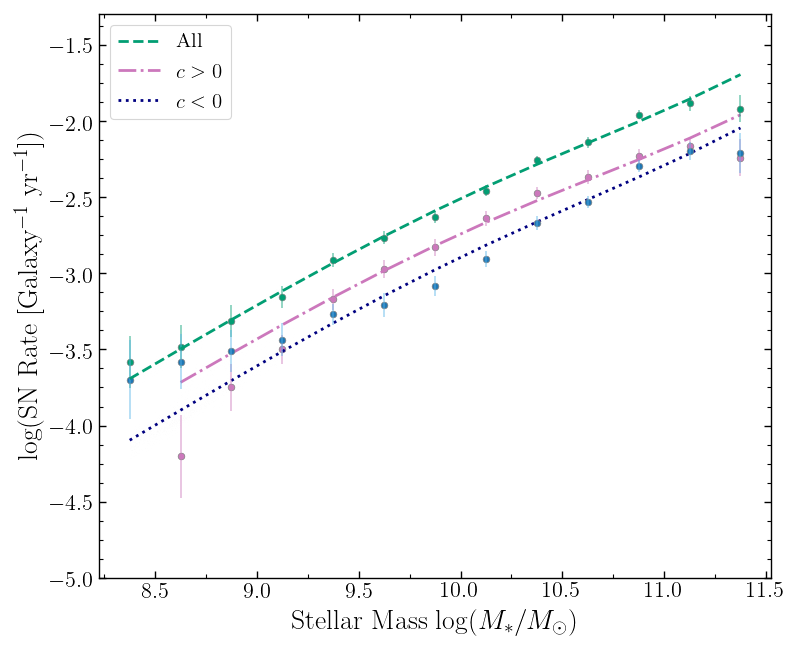 All
c > 0
c < 0
−1.5
−2.0
−2.5
−3.0
−3.5
−4.0
−4.5
−5.0
log(SN Rate [Galaxy⁻¹ yr⁻¹])
8.5 9.0 9.5 10.0 10.5 11.0 11.5
Stellar Mass log(M*/M⊙)